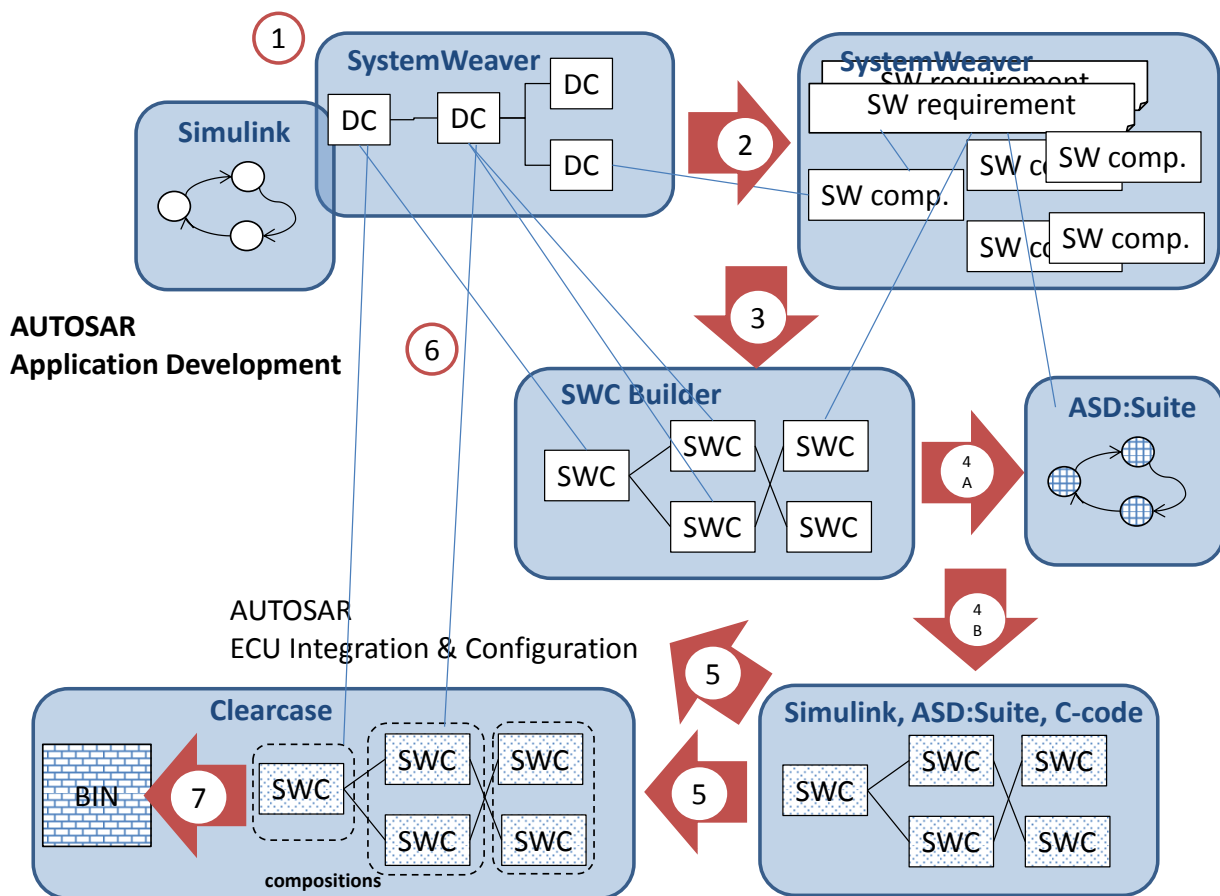 1
SystemWeaver
DC
DC
DC
DC
Simulink
2
SystemWeaver
SW requirement
SW requirement
SW comp.
SW comp.
SW comp.
SW comp.
3
AUTOSAR
Application Development
6
SWC Builder
SWC
SWC
SWC
SWC
SWC
4
A
ASD:Suite
4
B
AUTOSAR
ECU Integration & Configuration
5
5
Clearcase
BIN
7
SWC
SWC
SWC
SWC
SWC
compositions
Simulink, ASD:Suite, C-code
SWC
SWC
SWC
SWC
SWC